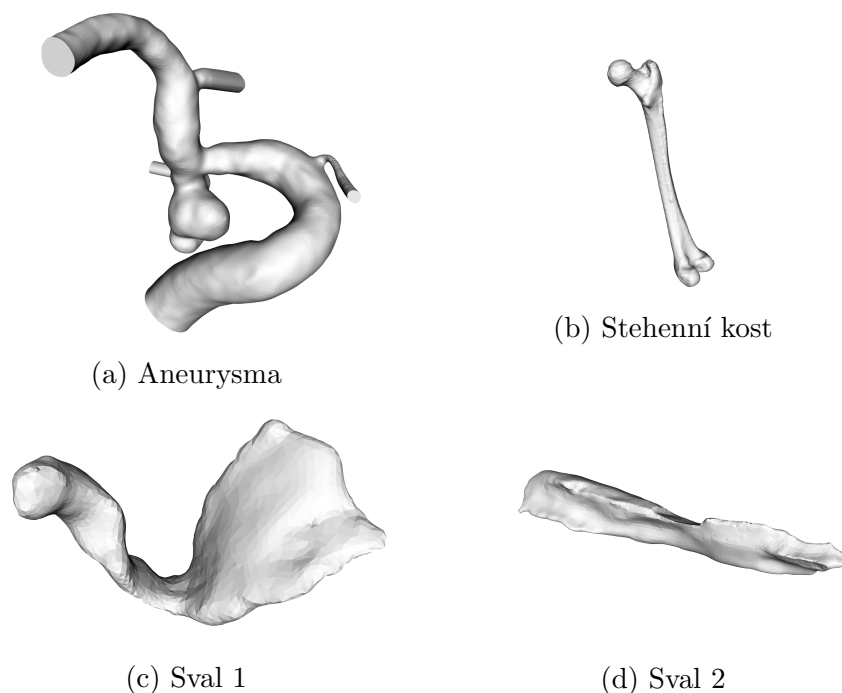 (a) Aneurysma
(b) Stehenní kost
(c) Sval 1
(d) Sval 2